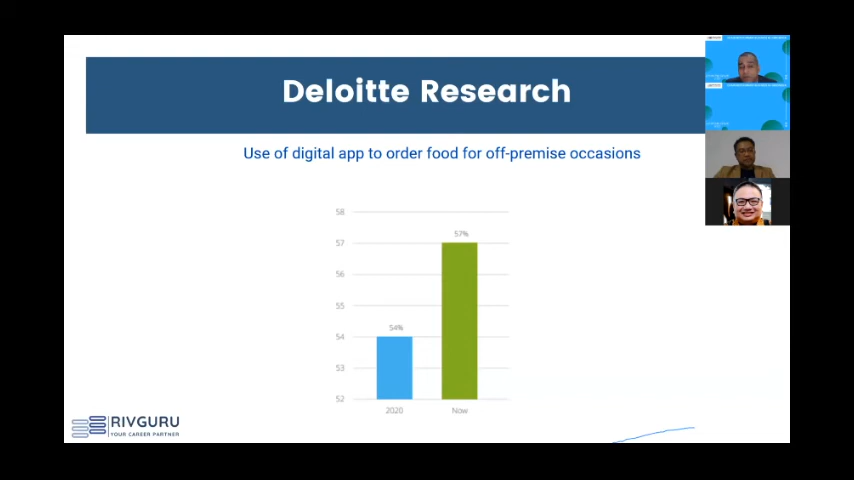 Deloitte Research
Use of digital app to order food for off-premise occasions
58
57
56
55
54
53
52
54%
57%
2020
Now
RIVGURU
YOUR CAREER PARTNER